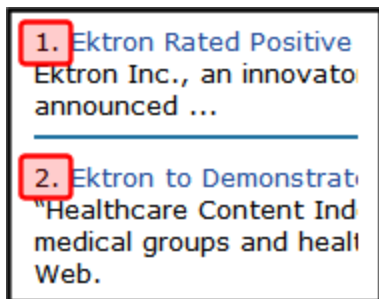 1. Ektron Rated Positive
Ektron Inc., an innovato
announced ...
2. Ektron to Demonstrat
"Healthcare Content Ind
medical groups and healt
Web.